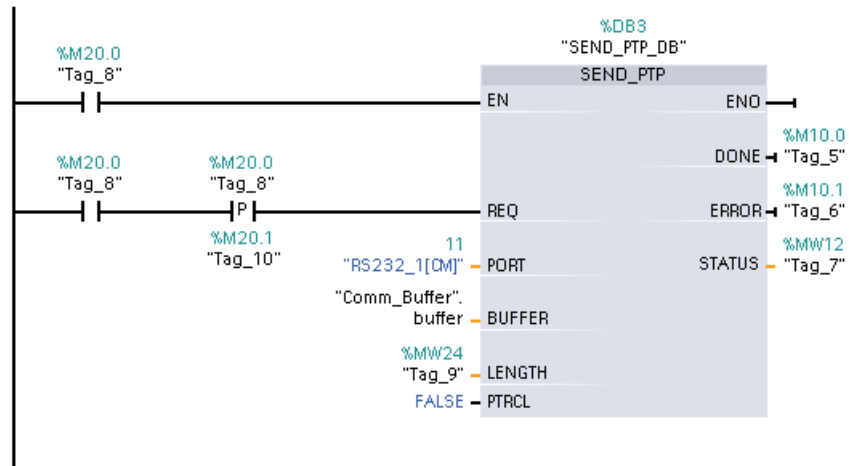 %DB3
"SEND_PTP_DB"
%M20.0
"Tag_8"
SEND_PTP
EN
ENO
%M10.0
DONE
"Tag_5"
%M20.0
"Tag_8"
%M20.0
"Tag_8"
P
%M20.1
"Tag_10"
REQ
%M10.1
ERROR
"Tag_6"
11
"RS232_1[CM]"
PORT
%MW12
STATUS
"Tag_7"
"Comm_Buffer".
buffer
BUFFER
%MW24
"Tag_9"
LENGTH
FALSE
PTRCL